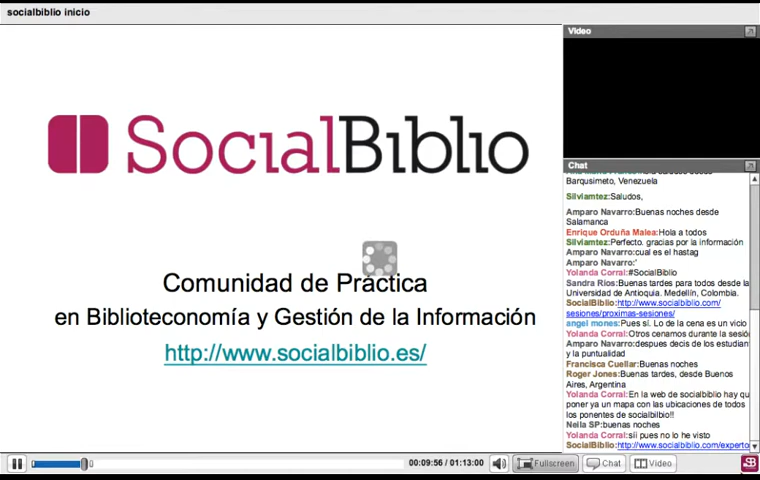 socialbiblio inicio
SocialBiblio
Comunidad de Práctica
en Biblioteconomía y Gestión de la Información
http://www.socialbiblio.es/
Video
Chat
Barqusimeto, Venezuela
Silviamtez:Saludos,
Amparo Navarro:Buenas noches desde
Salamanca
Enrique Orduña Malea:Hola a todos
Silviamtez:Perfecto. gracias por la información
Amparo Navarro:cual es el hastag
Amparo Navarro:'
Yolanda Corral:#SocialBiblio
Sandra Ríos:Buenas tardes para todos desde la
Universidad de Antioquia. Medellín, Colombia.
SocialBiblio:http://www.socialbiblio.com/
sesiones/proximas-sesiones/
angel mones:Pues sí. Lo de la cena es un vicio
Yolanda Corral:Otros cenamos durante la sesió
Amparo Navarro:despues decis de los estudian
y la puntualidad
Francisca Cuellar:Buenas noches
Roger Jones:Buenas tardes, desde Buenos
Aires, Argentina
Yolanda Corral:En la web de socialbiblio hay qu
poner ya un mapa con las ubicaciones de todos
los ponentes de socialbilbio!!
Neila SP:buenas noches
Yolanda Corral:sii pues no lo he visto
SocialBiblio:http://www.socialbiblio.com/experto
00:09:56 / 01:13:00
Fullscreen
Chat
Video
SB